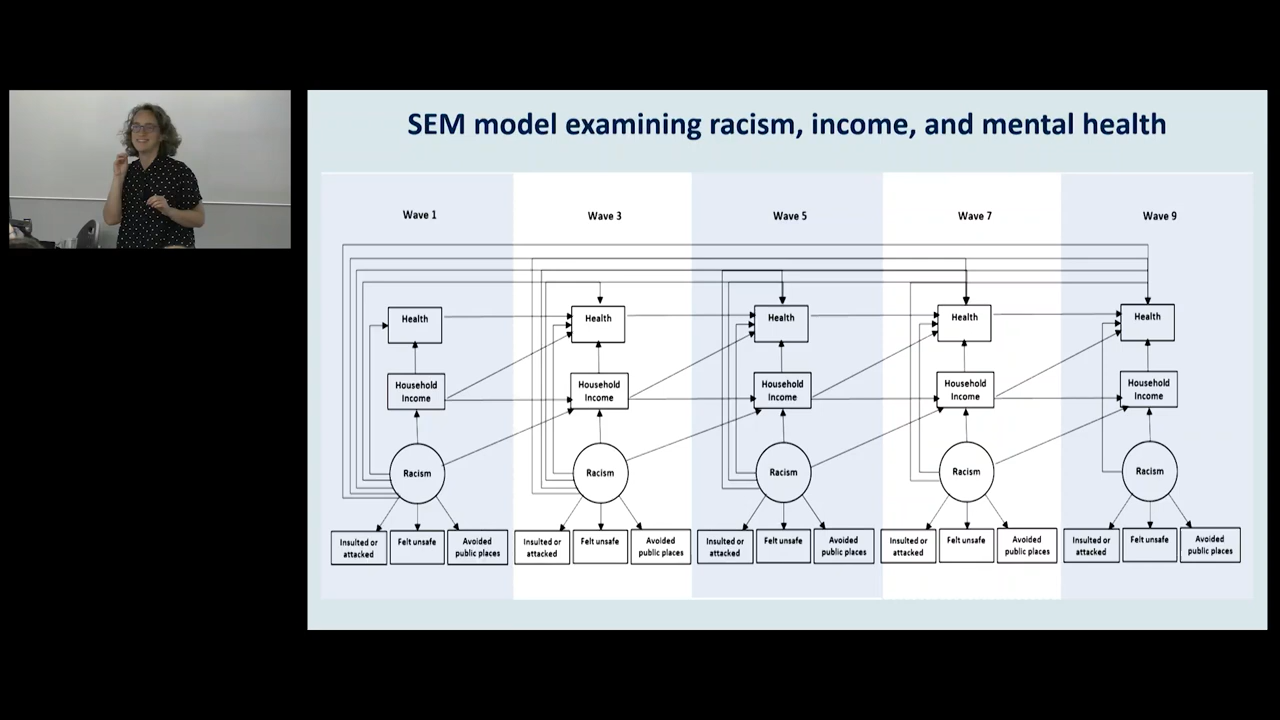 SEM model examining racism, income, and mental health
Wave 1
Wave 3
Wave 5
Wave 7
Wave 9
Health
Health
Health
Health
Health
Household
Income
Household
Income
Household
Income
Household
Income
Household
Income
Racism
Racism
Racism
Racism
Racism
Insulted or
attacked
Felt unsafe
Avoided
public places
Insulted or
attacked
Felt unsafe
Avoided
public places
Insulted or
attacked
Felt unsafe
Avoided
public places
Insulted or
attacked
Felt unsafe
Avoided
public places
Insulted or
attacked
Felt unsafe
Avoided
public places